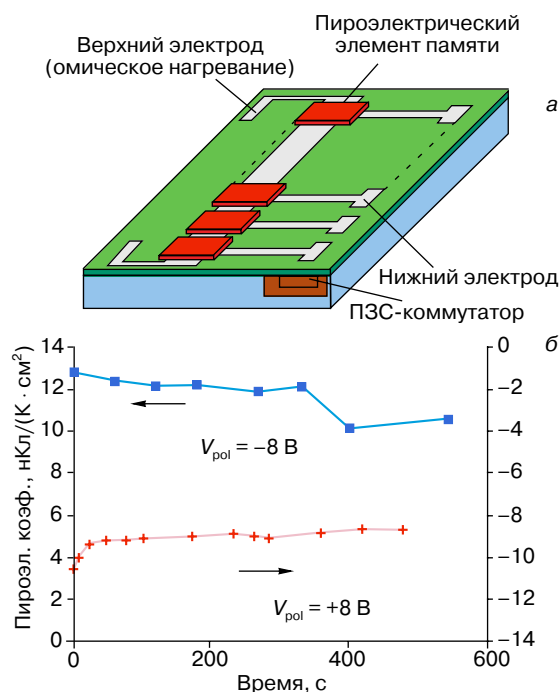 Верхний электрод
(омическое нагревание)
Пироэлектрический
элемент памяти
а
Нижний электрод
ПЗС-коммутатор
б
Пироэл. коэф., нКл/(К · см²)
14
12
10
8
6
4
2
0
0
−2
−4
−6
−8
−10
−12
−14
V_pol = −8 В
V_pol = +8 В
0
200
400
600
Время, с